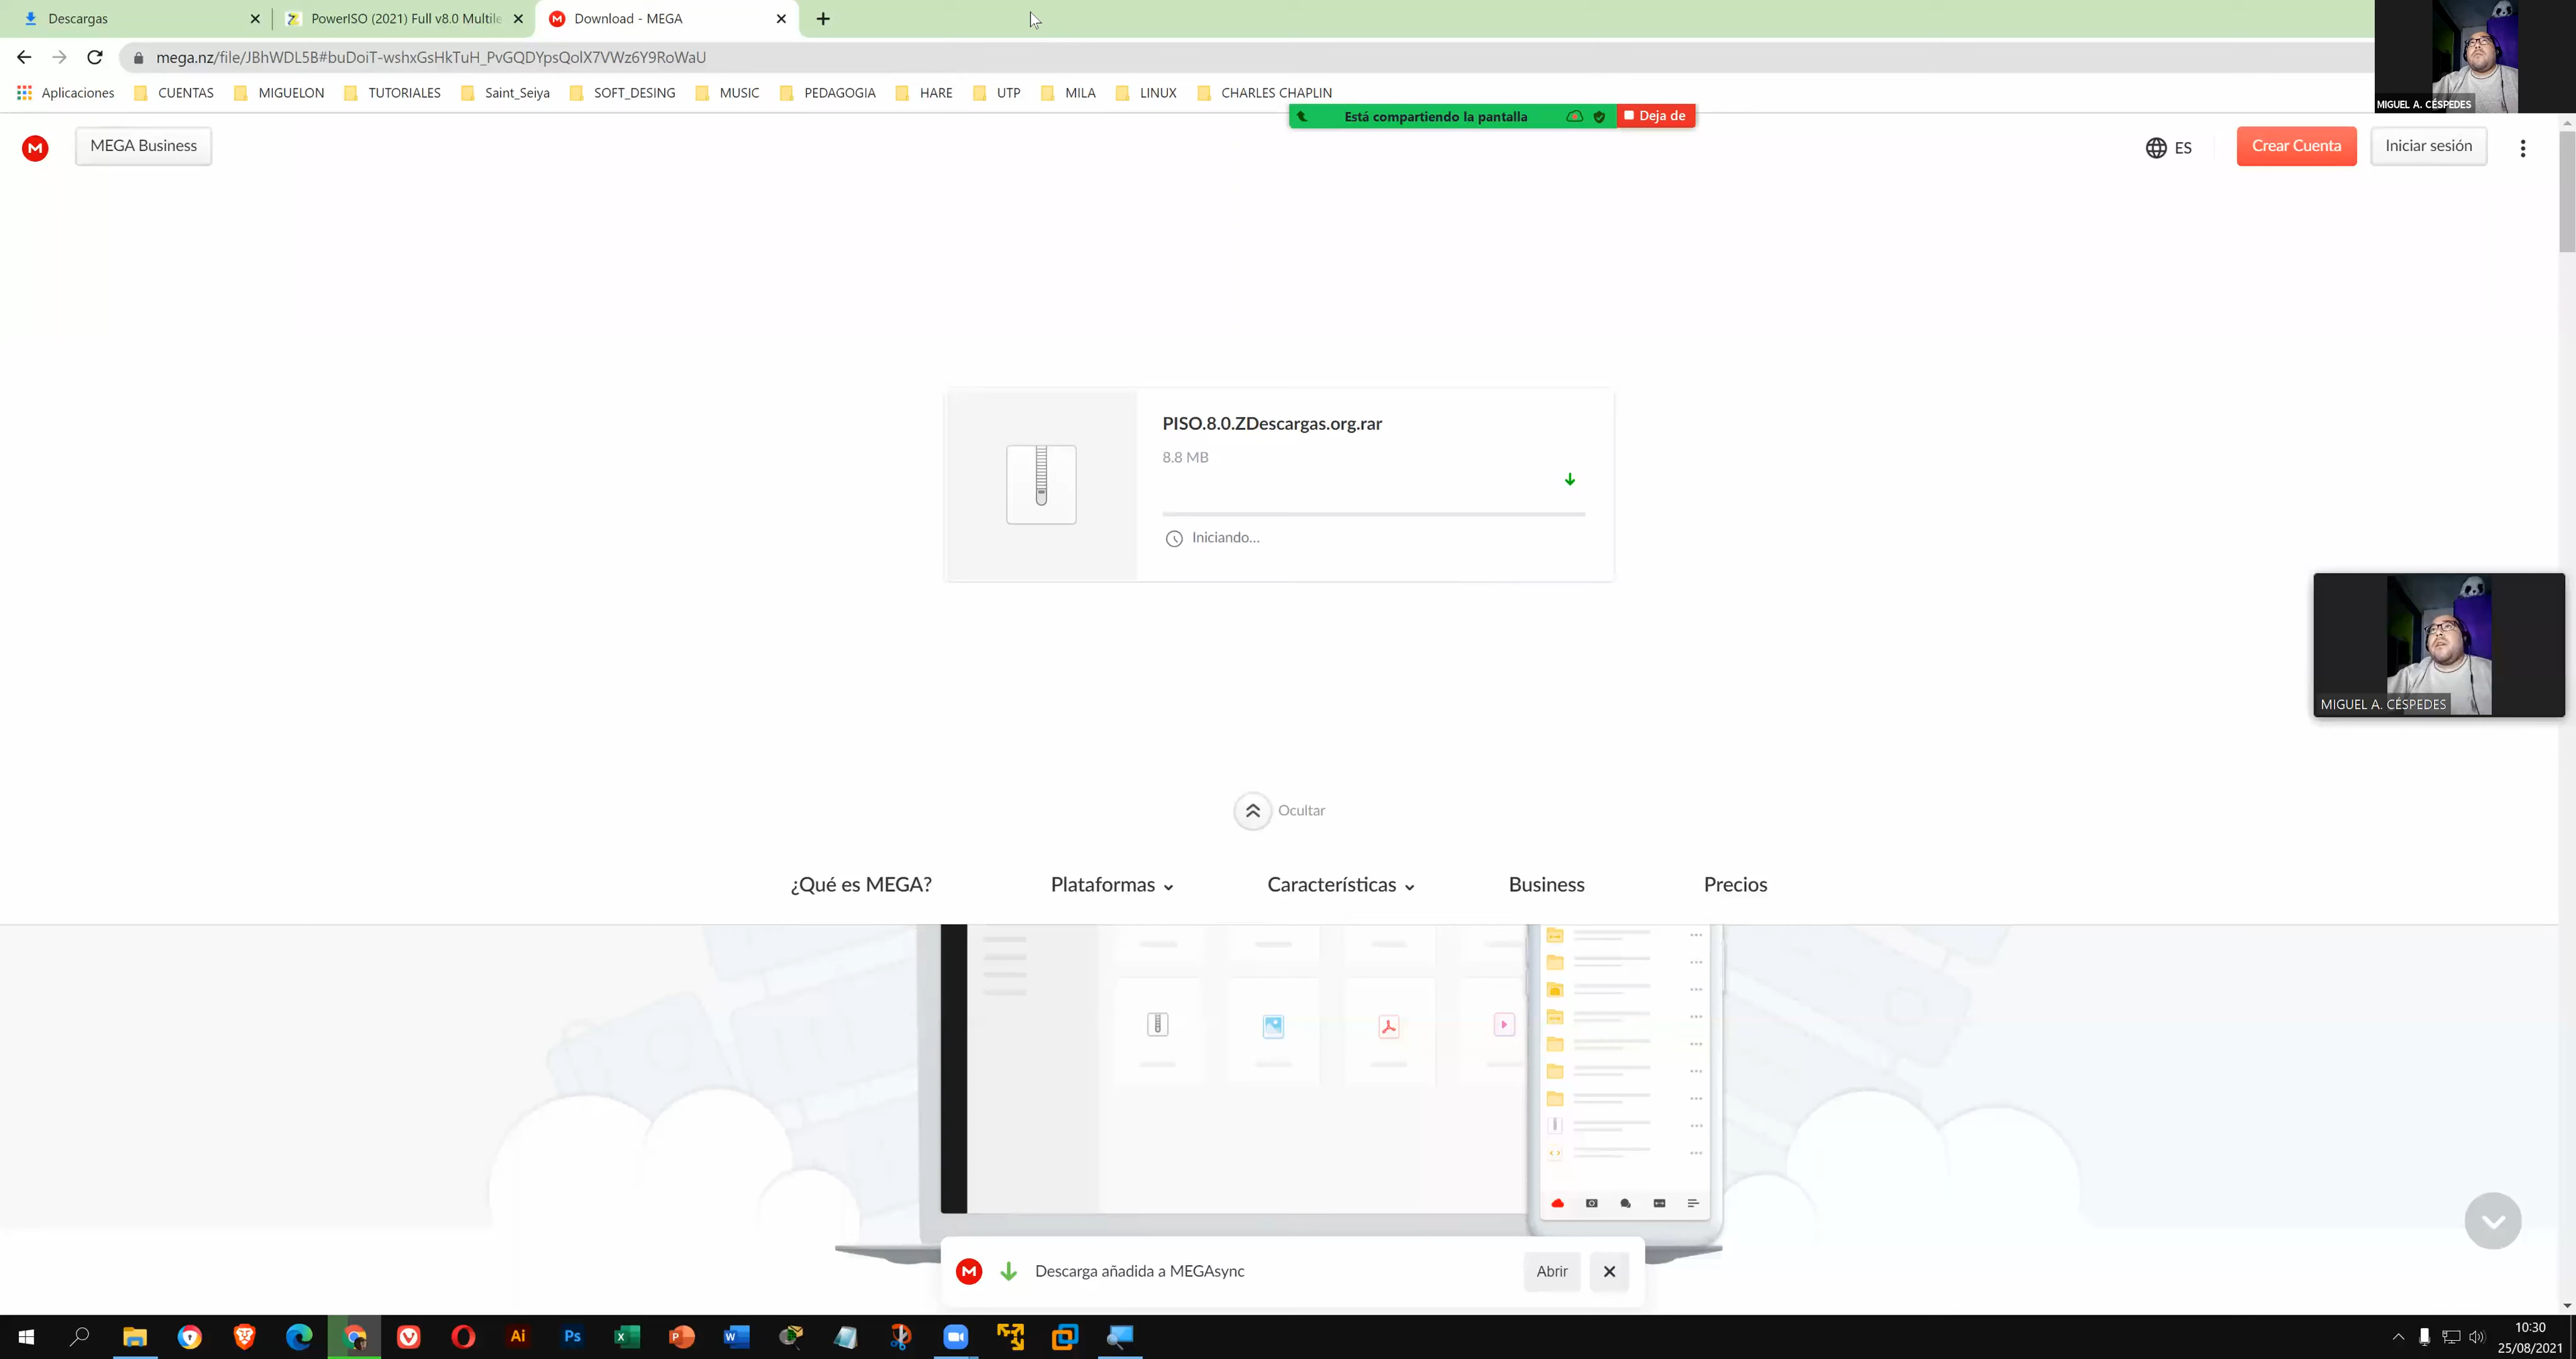 Descargas
PowerISO (2021) Full v8.0 Multile
Download - MEGA
mega.nz/file/JBhWDL5B#buDoiT-wshxGsHkTuH_PvGQDYpsQolX7VWz6Y9RoWaU
Aplicaciones CUENTAS MIGUELON TUTORIALES Saint_Seiya SOFT_DESING MUSIC PEDAGOGIA HARE UTP MILA LINUX CHARLES CHAPLIN
MIGUEL A. CÉSPEDES
Está compartiendo la pantalla Deja de
MEGA Business
ES
Crear Cuenta
Iniciar sesión
PISO.8.0.ZDescargas.org.rar
8.8 MB
Iniciando...
MIGUEL A. CÉSPEDES
Ocultar
¿Qué es MEGA? Plataformas Características Business Precios
Descarga añadida a MEGAsync
Abrir
10:30
25/08/2021